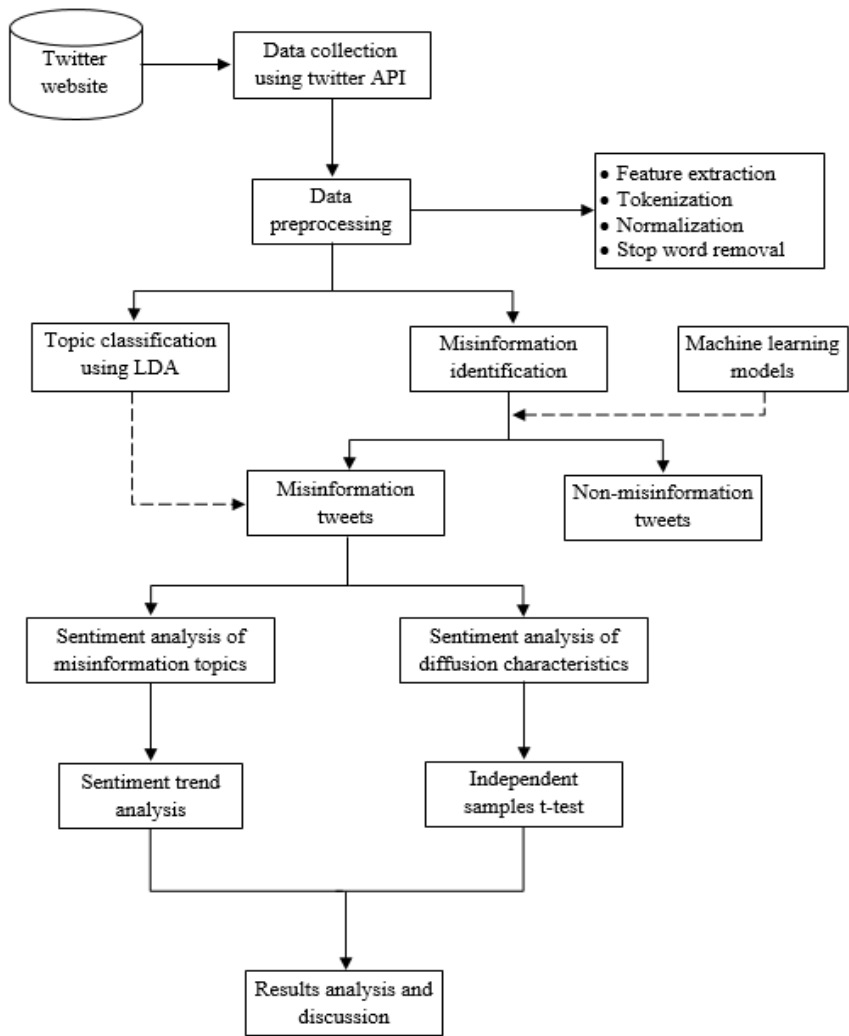 Twitter
website
Data collection
using twitter API
Data
preprocessing
● Feature extraction
● Tokenization
● Normalization
● Stop word removal
Topic classification
using LDA
Misinformation
identification
Machine learning
models
Misinformation
tweets
Non-misinformation
tweets
Sentiment analysis of
misinformation topics
Sentiment analysis of
diffusion characteristics
Sentiment trend
analysis
Independent
samples t-test
Results analysis and
discussion